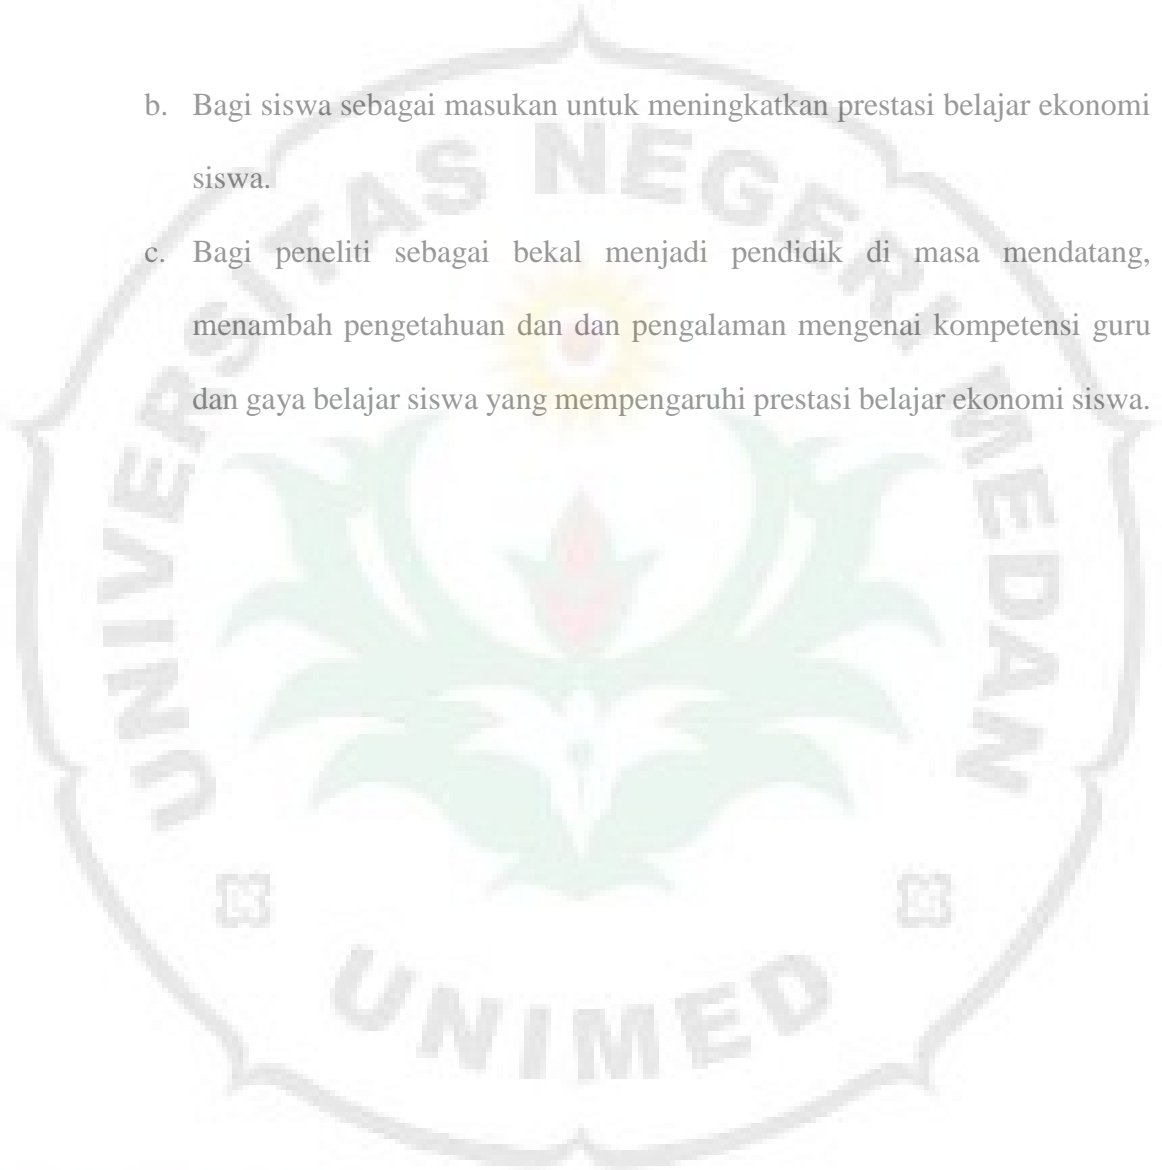 b. Bagi siswa sebagai masukan untuk meningkatkan prestasi belajar ekonomi
siswa.
c. Bagi peneliti sebagai bekal menjadi pendidik di masa mendatang,
menambah pengetahuan dan dan pengalaman mengenai kompetensi guru
dan gaya belajar siswa yang mempengaruhi prestasi belajar ekonomi siswa.
UNIVERSITAS NEGERI MEDAN
UNIMED